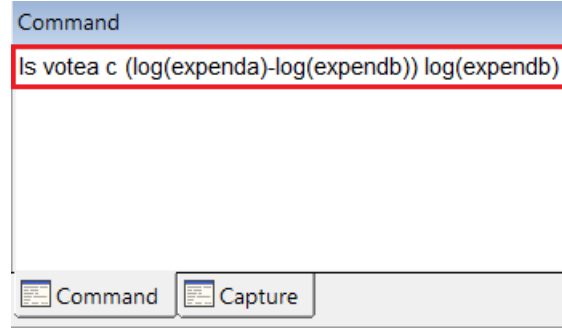 Command
ls votea c (log(expenda)-log(expendb)) log(expendb)
Command
Capture